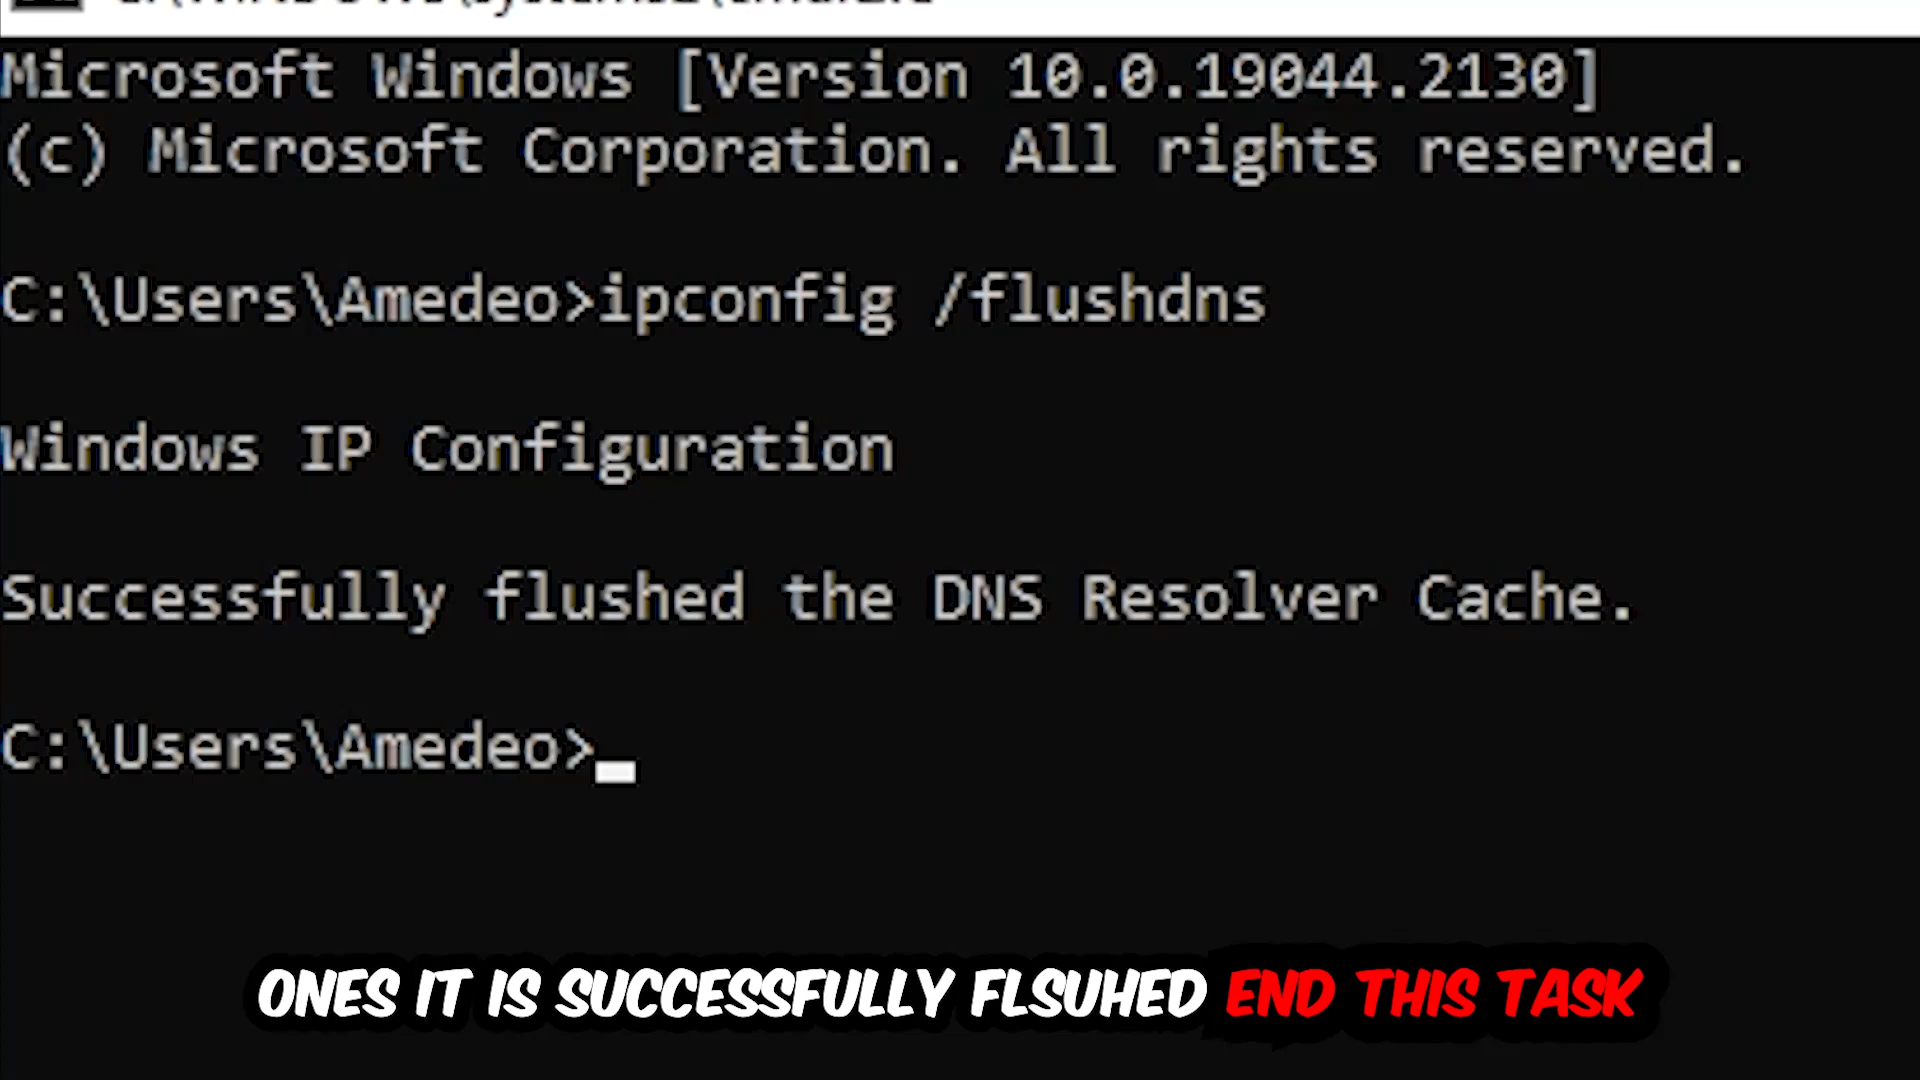 Microsoft Windows [Version 10.0.19044.2130]
(c) Microsoft Corporation. All rights reserved.
C:\Users\Amedeo>ipconfig /flushdns
Windows IP Configuration
Successfully flushed the DNS Resolver Cache.
C:\Users\Amedeo>
ONES IT IS SUCCESSFULLY FLSUHED END THIS TASK